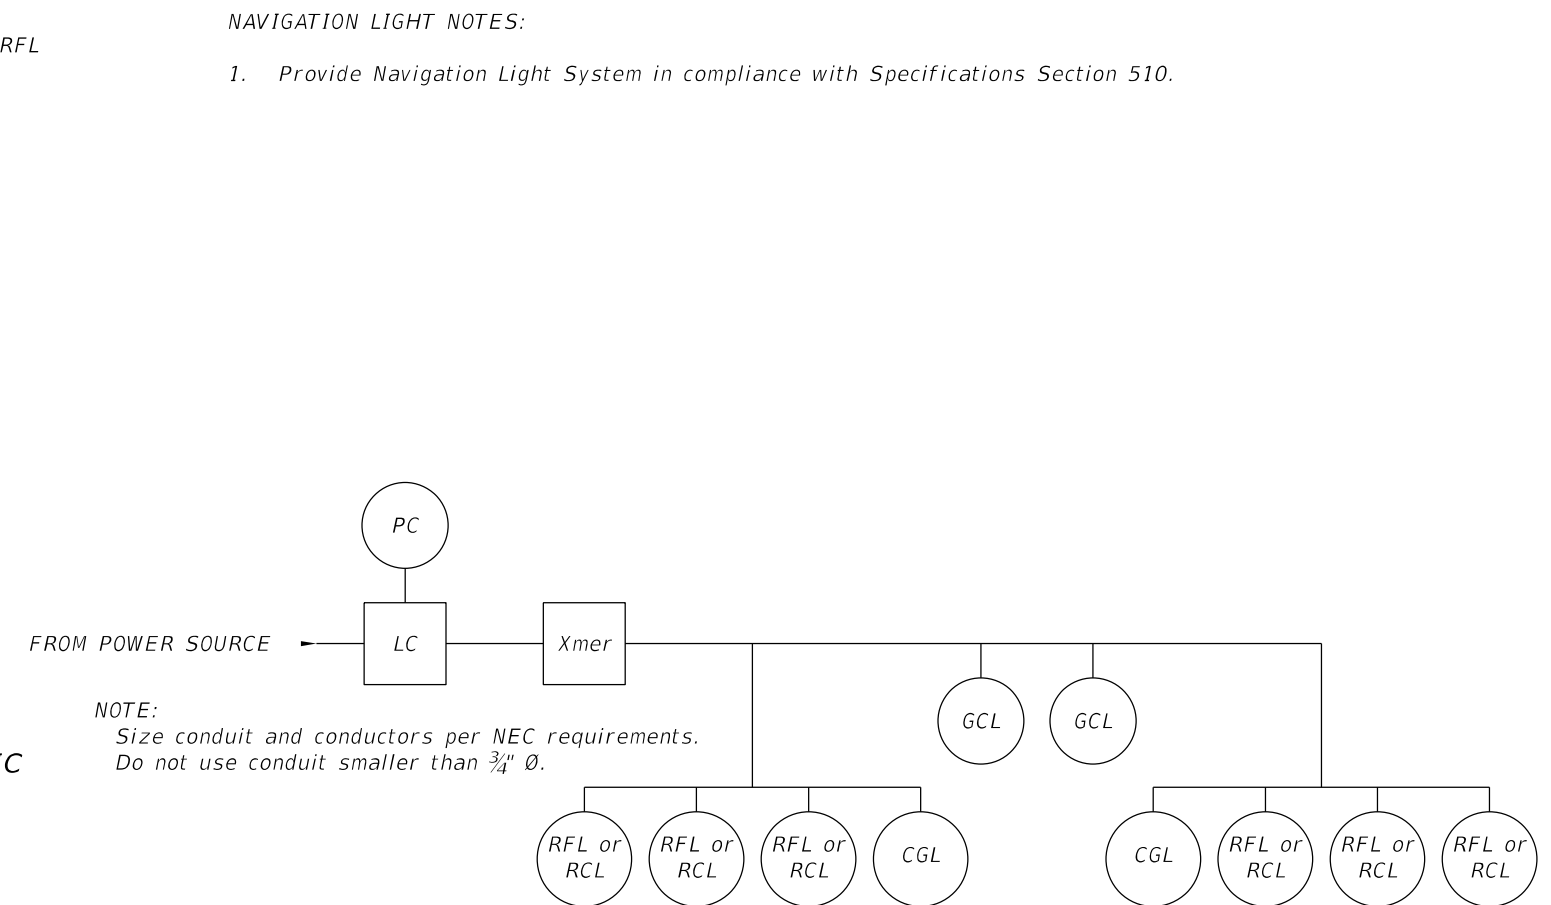 NAVIGATION LIGHT NOTES:
RFL
1. Provide Navigation Light System in compliance with Specifications Section 510.
PC
FROM POWER SOURCE
LC
Xmer
NOTE:
Size conduit and conductors per NEC requirements.
Do not use conduit smaller than ¾" Ø.
GCL
GCL
C
RFL or
RCL
RFL or
RCL
RFL or
RCL
CGL
CGL
RFL or
RCL
RFL or
RCL
RFL or
RCL